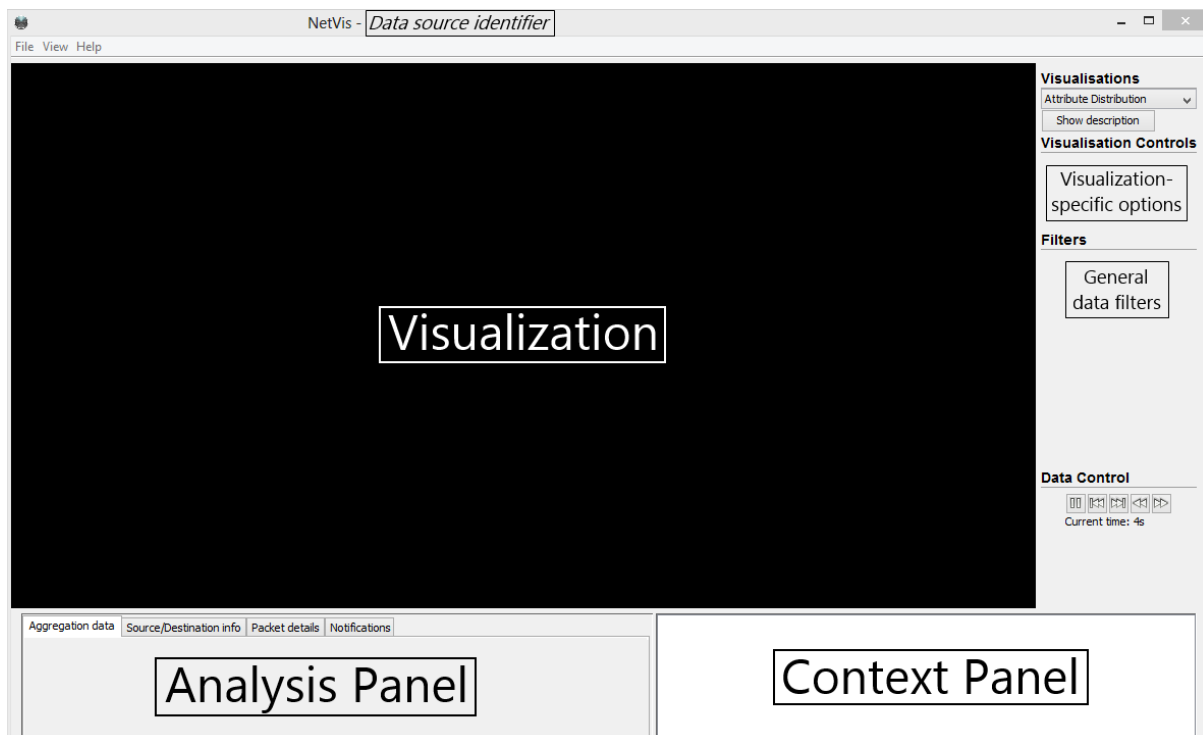 NetVis - Data source identifier
File View Help
Visualisations
Attribute Distribution
Show description
Visualisation Controls
Visualization-
specific options
Filters
General
data filters
Visualization
Data Control
Current time: 4s
Aggregation data Source/Destination info Packet details Notifications
Analysis Panel
Context Panel